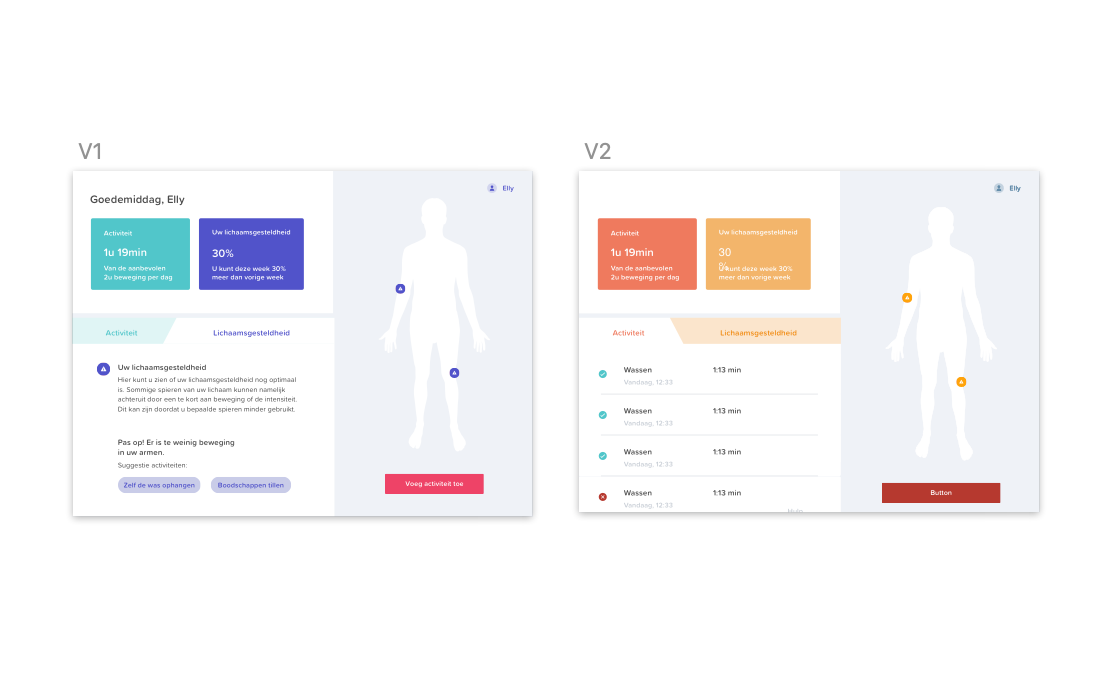 V1
Elly
Goedemiddag, Elly
Activiteit
1u 19min
Van de aanbevolen
2u beweging per dag
Uw lichaamsgesteldheid
30%
U kunt deze week 30%
meer dan vorige week
Activiteit
Lichaamsgesteldheid
Uw lichaamsgesteldheid
Hier kunt u zien of uw lichaamsgesteldheid nog optimaal
is. Sommige spieren van uw lichaam kunnen namelijk
achteruit door een te kort aan beweging of de intensiteit.
Dit kan zijn doordat u bepaalde spieren minder gebruikt.
Pas op! Er is te weinig beweging
in uw armen.
Suggestie activiteiten:
Zelf de was ophangen
Boodschappen tillen
Voeg activiteit toe
V2
Elly
Activiteit
1u 19min
Van de aanbevolen
2u beweging per dag
Uw lichaamsgesteldheid
30
%
U kunt deze week 30%
meer dan vorige week
Activiteit
Lichaamsgesteldheid
Wassen 1:13 min
Vandaag, 12:33
Wassen 1:13 min
Vandaag, 12:33
Wassen 1:13 min
Vandaag, 12:33
Wassen 1:13 min
Vandaag, 12:33
Button